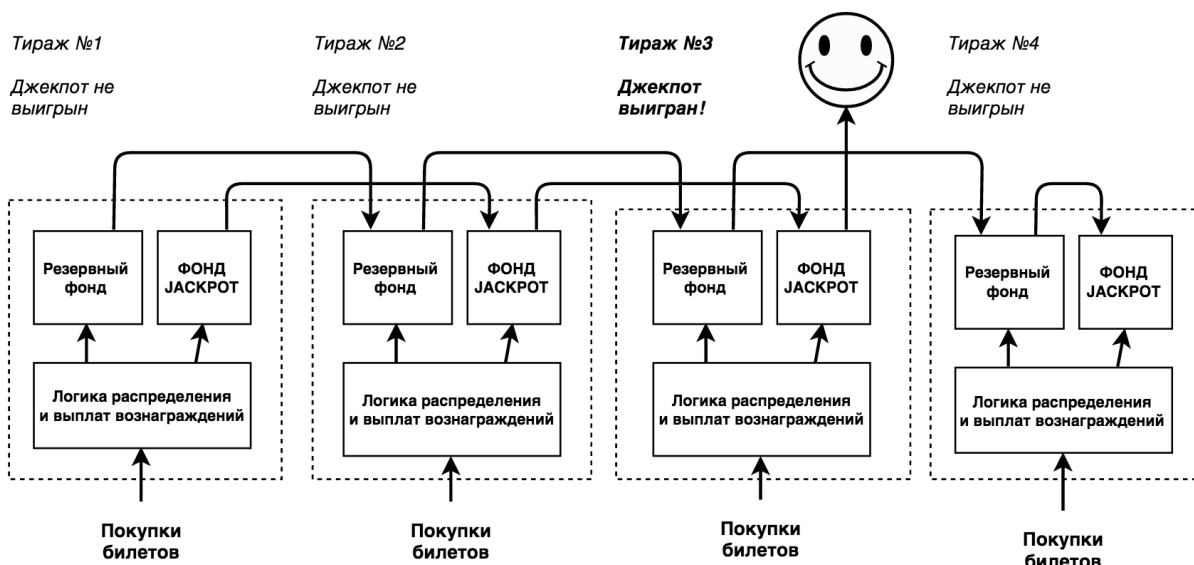 Тираж №1
Джекпот не
выигрын
Тираж №2
Джекпот не
выигрын
Тираж №3
Джекпот
выигран!
Тираж №4
Джекпот не
выигрын
Резервный
фонд
ФОНД
JACKPOT
Логика распределения
и выплат вознаграждений
Покупки
билетов
Резервный
фонд
ФОНД
JACKPOT
Логика распределения
и выплат вознаграждений
Покупки
билетов
Резервный
фонд
ФОНД
JACKPOT
Логика распределения
и выплат вознаграждений
Покупки
билетов
Резервный
фонд
ФОНД
JACKPOT
Логика распределения
и выплат вознаграждений
Покупки
билетов